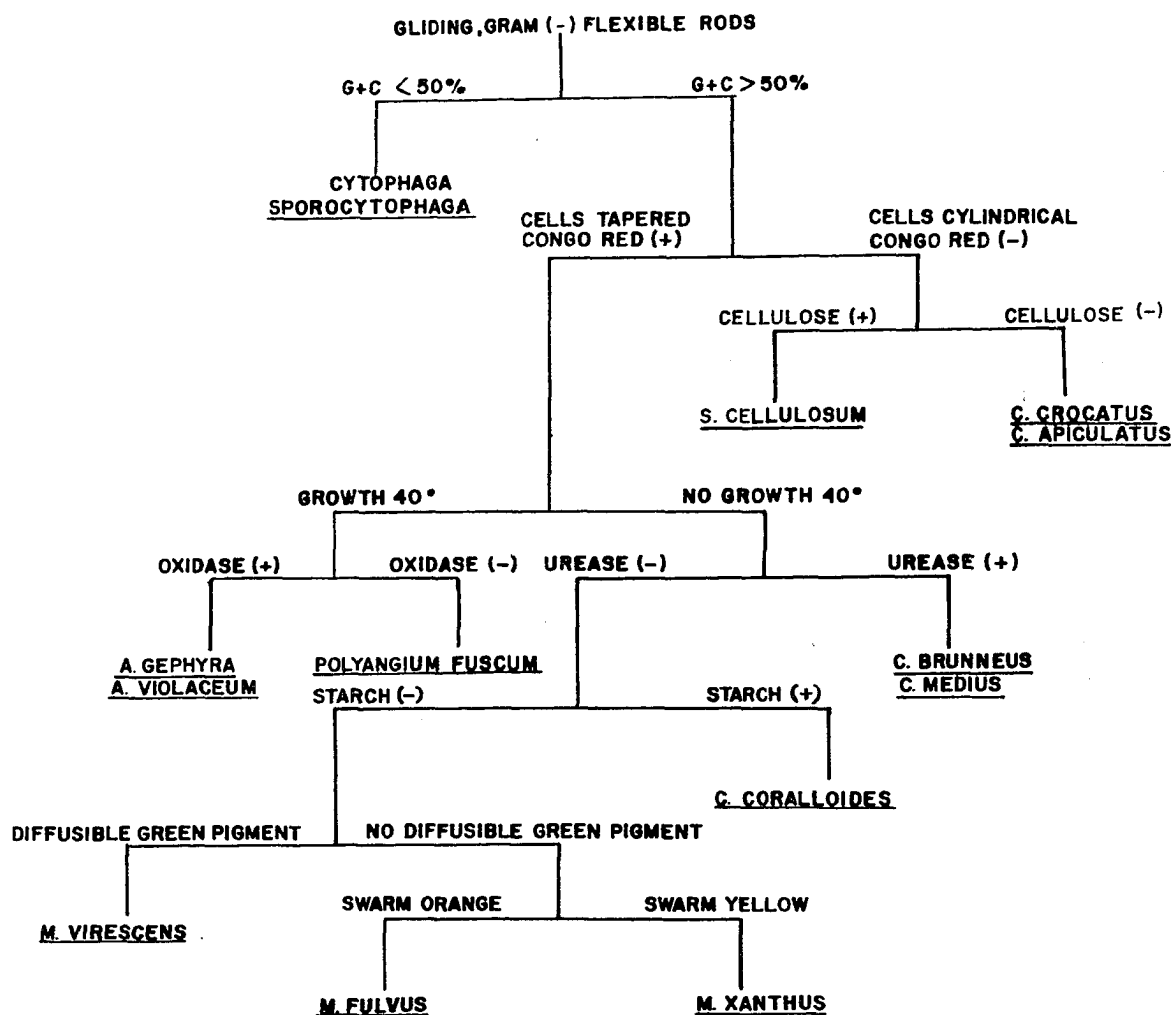 GLIDING, GRAM (-) FLEXIBLE RODS
G+C < 50%
G+C > 50%
CYTOPHAGA
SPOROCYTOPHAGA
CELLS TAPERED
CONGO RED (+)
CELLS CYLINDRICAL
CONGO RED (-)
CELLULOSE (+)
CELLULOSE (-)
S. CELLULOSUM
C. CROCATUS
C. APICULATUS
GROWTH 40°
NO GROWTH 40°
OXIDASE (+)
OXIDASE (-)
UREASE (-)
UREASE (+)
A. GEPHYRA
A. VIOLACEUM
POLYANGIUM FUSCUM
C. BRUNNEUS
C. MEDIUS
STARCH (-)
STARCH (+)
C. CORALLOIDES
DIFFUSIBLE GREEN PIGMENT
NO DIFFUSIBLE GREEN PIGMENT
M. VIRESCENS
SWARM ORANGE
SWARM YELLOW
M. FULVUS
M. XANTHUS